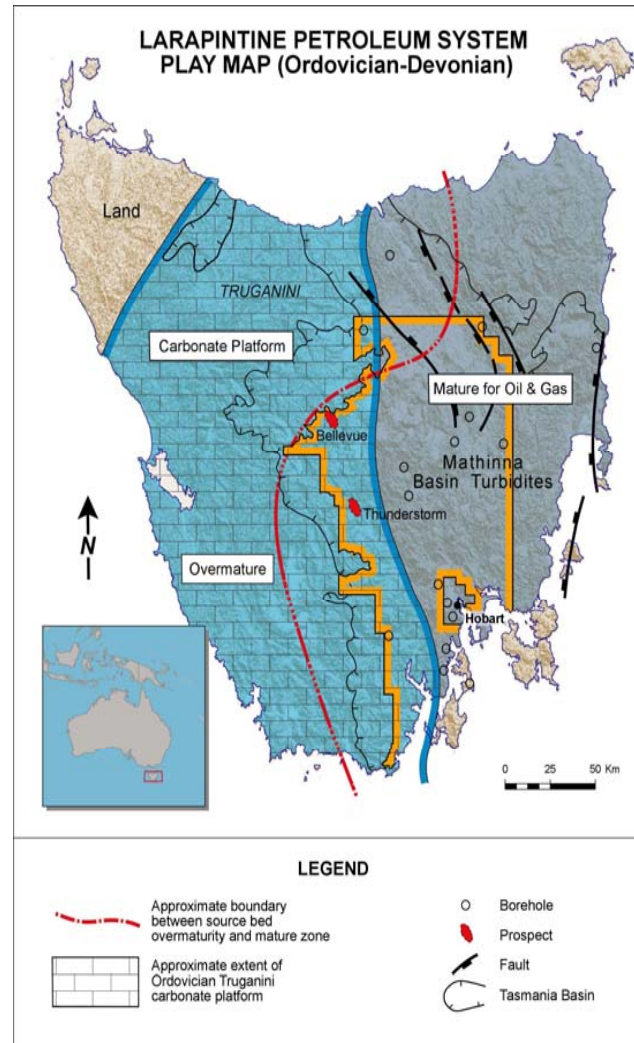 LARAPINTINE PETROLEUM SYSTEM
PLAY MAP (Ordovician-Devonian)
Land
TRUGANINI
Carbonate Platform
Mature for Oil & Gas
Bellevue
Mathinna
Basin Turbidites
Thunderstorm
N
Overmature
Hobart
0 25 50 Km
LEGEND
Approximate boundary
between source bed
overmaturity and mature zone
Approximate extent of
Ordovician Truganini
carbonate platform
Borehole
Prospect
Fault
Tasmania Basin